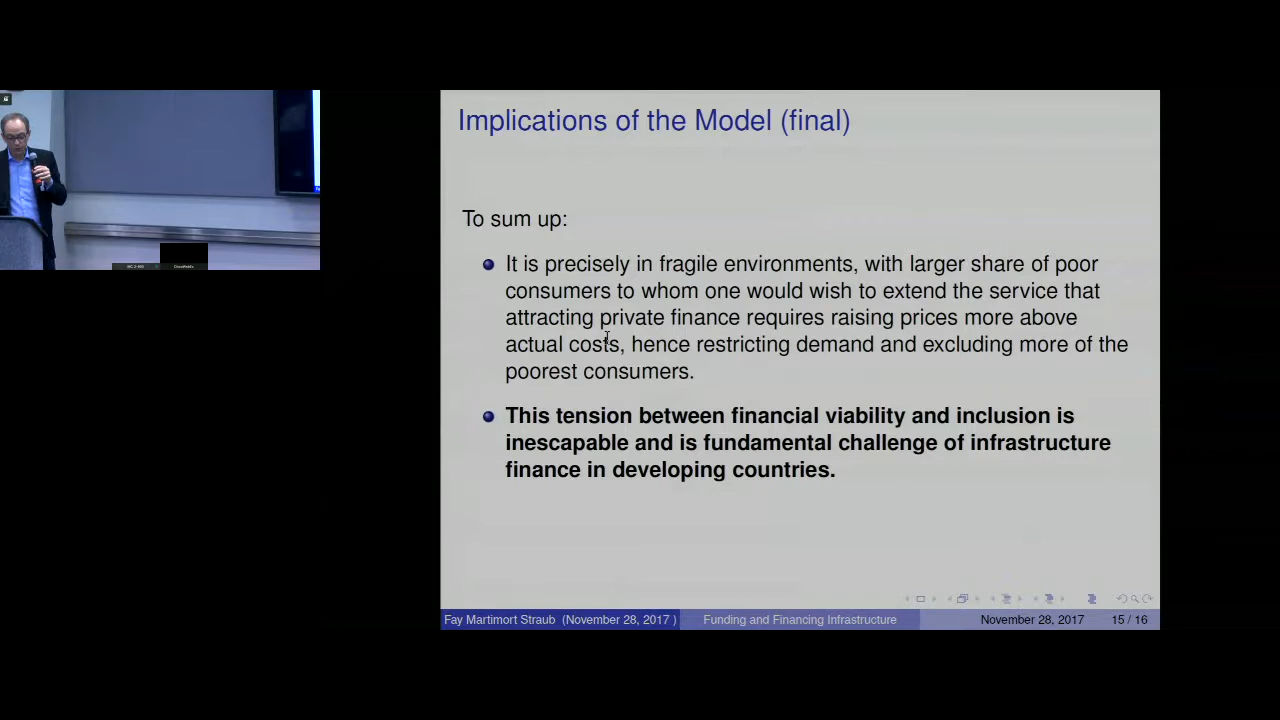 Implications of the Model (final)
To sum up:
It is precisely in fragile environments, with larger share of poor
consumers to whom one would wish to extend the service that
attracting private finance requires raising prices more above
actual costs, hence restricting demand and excluding more of the
poorest consumers.
This tension between financial viability and inclusion is
inescapable and is fundamental challenge of infrastructure
finance in developing countries.
Fay Martimort Straub (November 28, 2017 ) Funding and Financing Infrastructure November 28, 2017 15 / 16